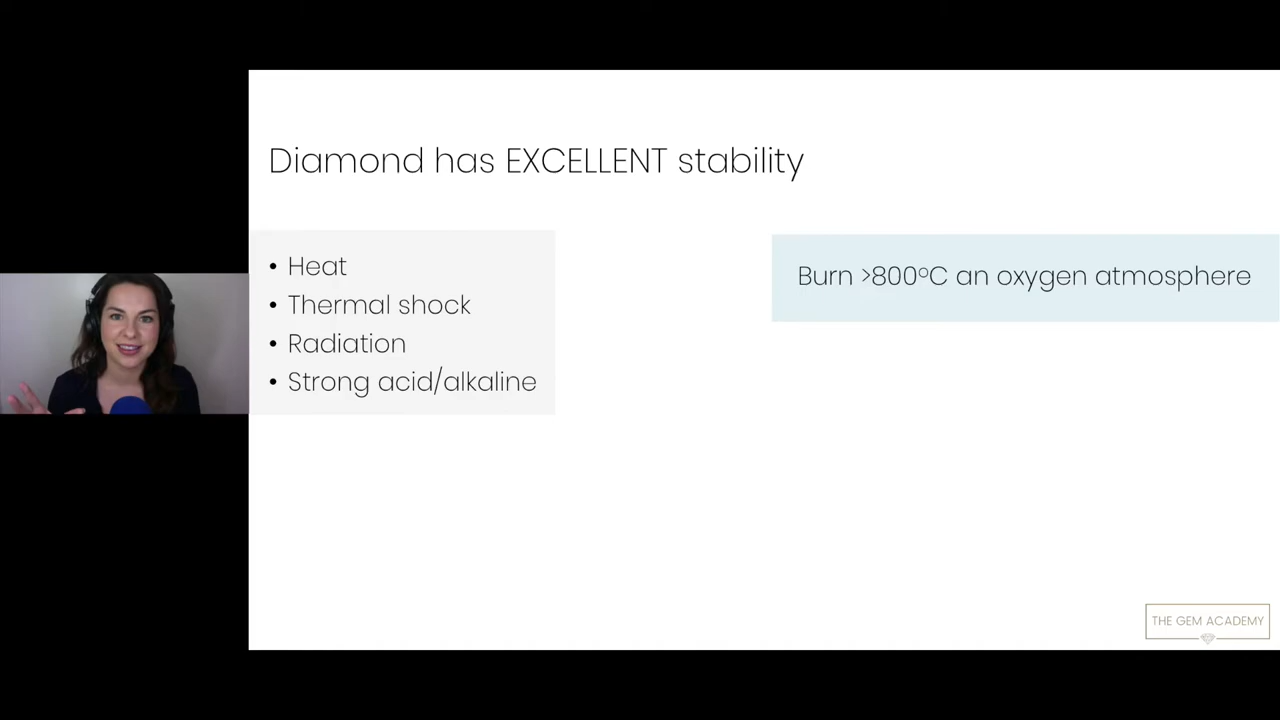 Diamond has EXCELLENT stability
• Heat
• Thermal shock
• Radiation
• Strong acid/alkaline
Burn >800°C an oxygen atmosphere
THE GEM ACADEMY